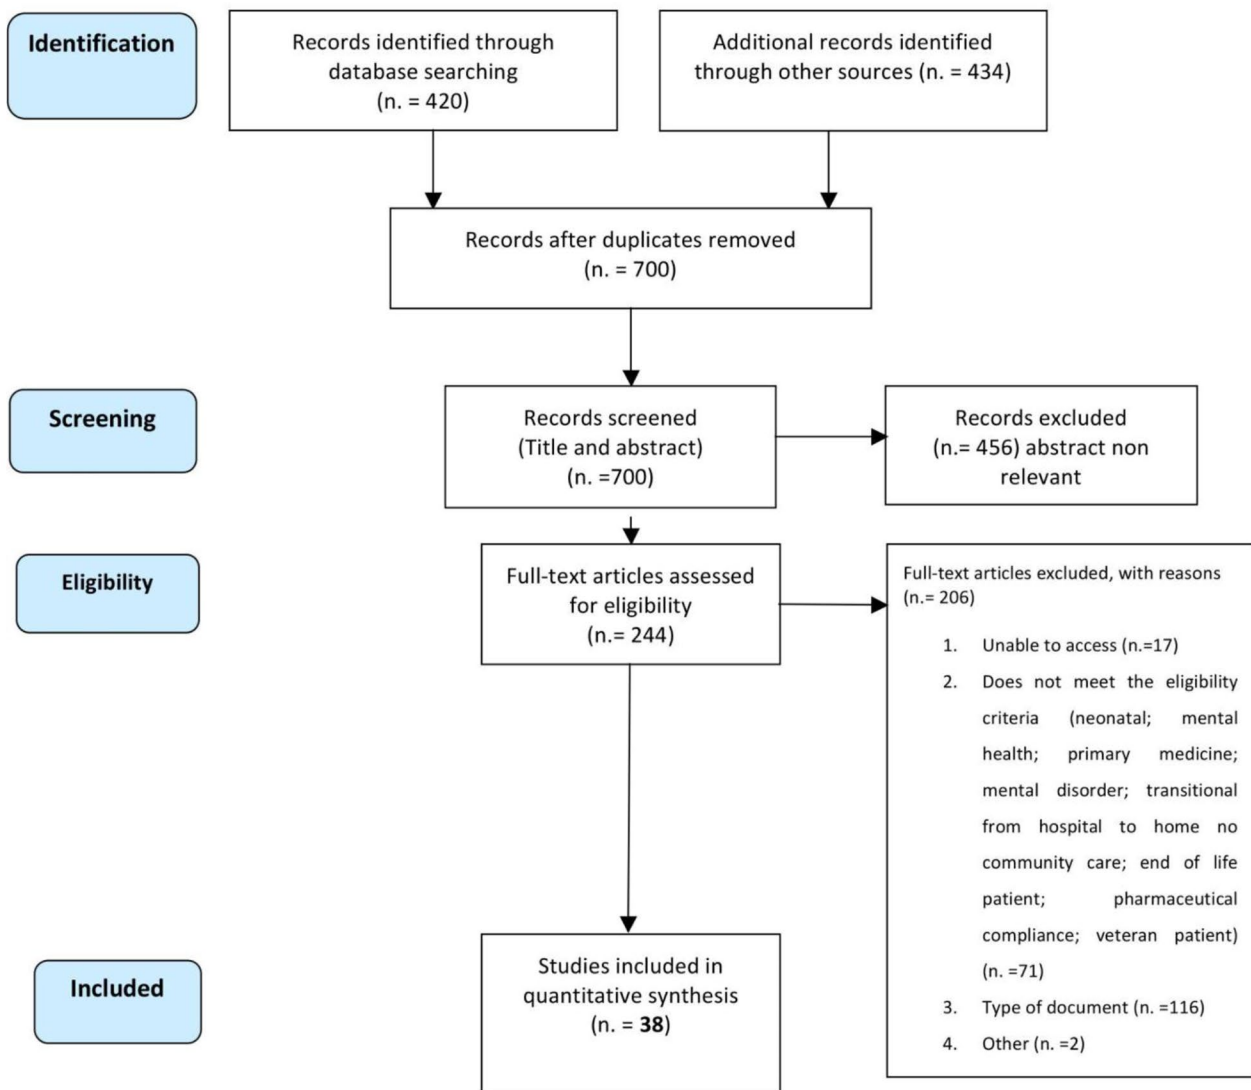 Identification
Records identified through
database searching
(n. = 420)
Additional records identified
through other sources (n. = 434)
Records after duplicates removed
(n. = 700)
Screening
Records screened
(Title and abstract)
(n. =700)
Records excluded
(n.= 456) abstract non
relevant
Eligibility
Full-text articles assessed
for eligibility
(n.= 244)
Full-text articles excluded, with reasons
(n.= 206)
1. Unable to access (n.=17)
2. Does not meet the eligibility
criteria (neonatal; mental
health; primary medicine;
mental disorder; transitional
from hospital to home no
community care; end of life
patient; pharmaceutical
compliance; veteran patient)
(n. =71)
3. Type of document (n. =116)
4. Other (n. =2)
Included
Studies included in
quantitative synthesis
(n. = 38)